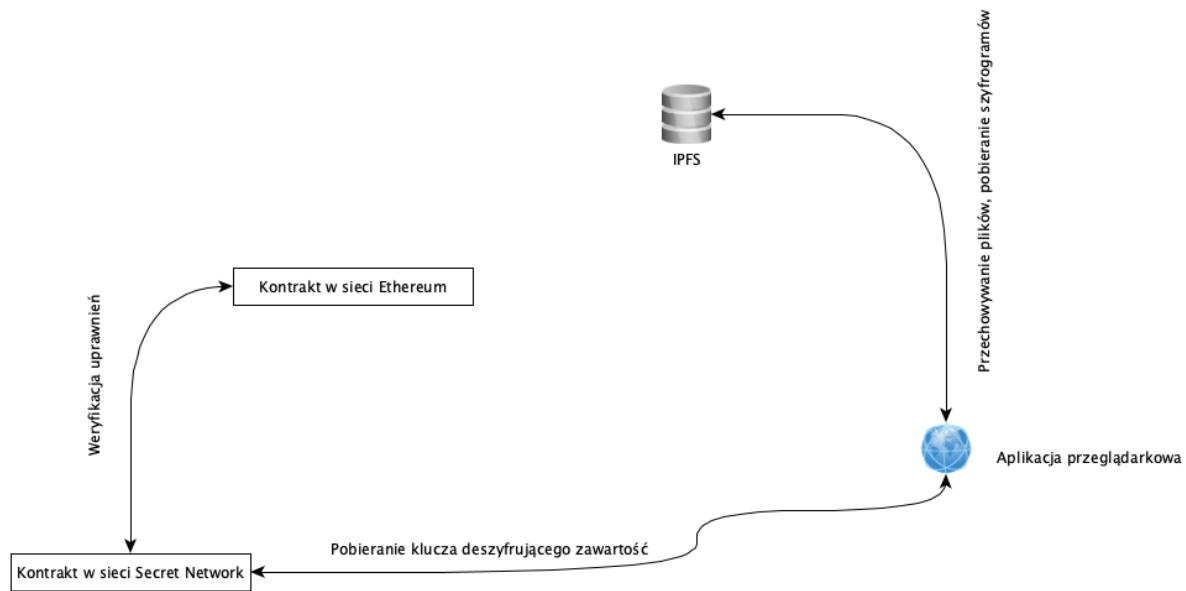 Przechowywanie plików, pobieranie szyfrogramów
IPFS
Kontrakt w sieci Ethereum
Weryfikacja uprawnień
Aplikacja przeglądarkowa
Pobieranie klucza deszyfrującego zawartość
Kontrakt w sieci Secret Network